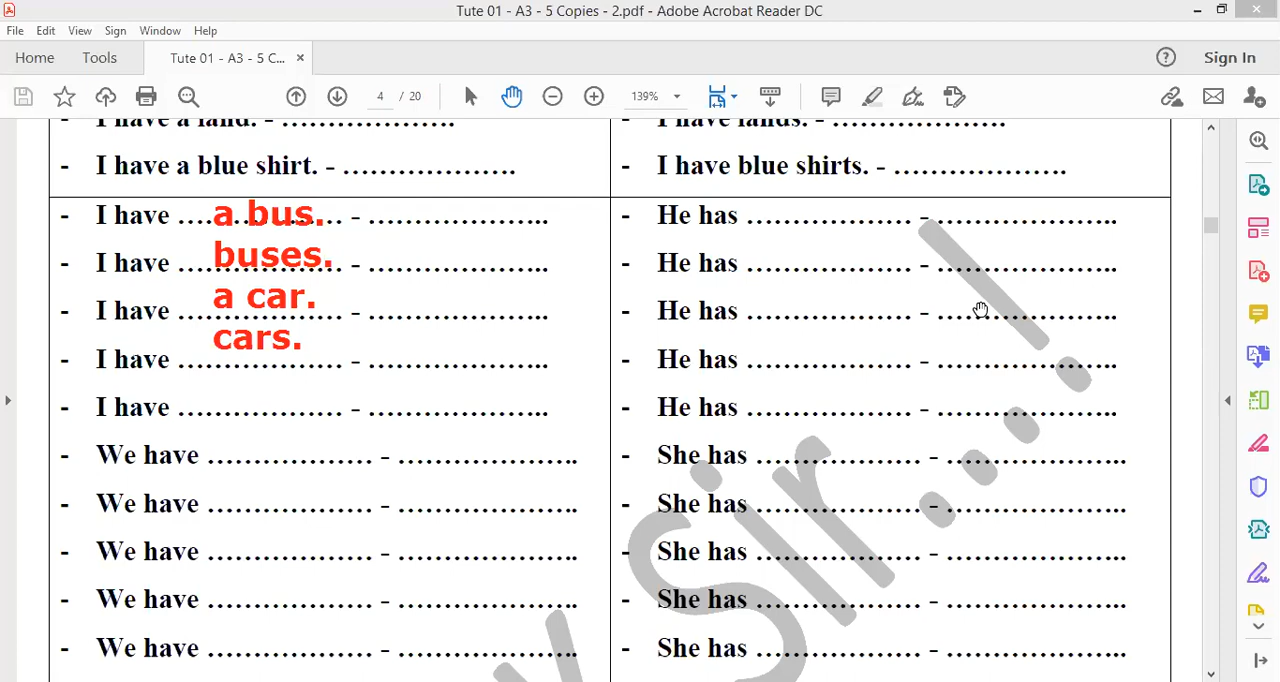 Tute 01 - A3 - 5 Copies - 2.pdf - Adobe Acrobat Reader DC
File Edit View Sign Window Help
Home Tools Tute 01 - A3 - 5 C... × Sign In
4 / 20 139%
- I have a land. - ………………. - I have lands. - ……………….
- I have a blue shirt. - ………………. - I have blue shirts. - ……………….
- I have a bus. - ……………….. - He has ……………… - ………………..
- I have buses. - ……………….. - He has ……………… - ………………..
- I have a car. - ……………….. - He has ……………… - ………………..
- I have cars. - ……………….. - He has ……………… - ………………..
- I have ……………… - ……………….. - He has ……………… - ………………..
- We have ……………… - ……………….. - She has ……………… - ………………..
- We have ……………… - ……………….. - She has ……………… - ………………..
- We have ……………… - ……………….. - She has ……………… - ………………..
- We have ……………… - ……………….. - She has ……………… - ………………..
- We have ……………… - ……………….. - She has ……………… - ………………..
Sir...!